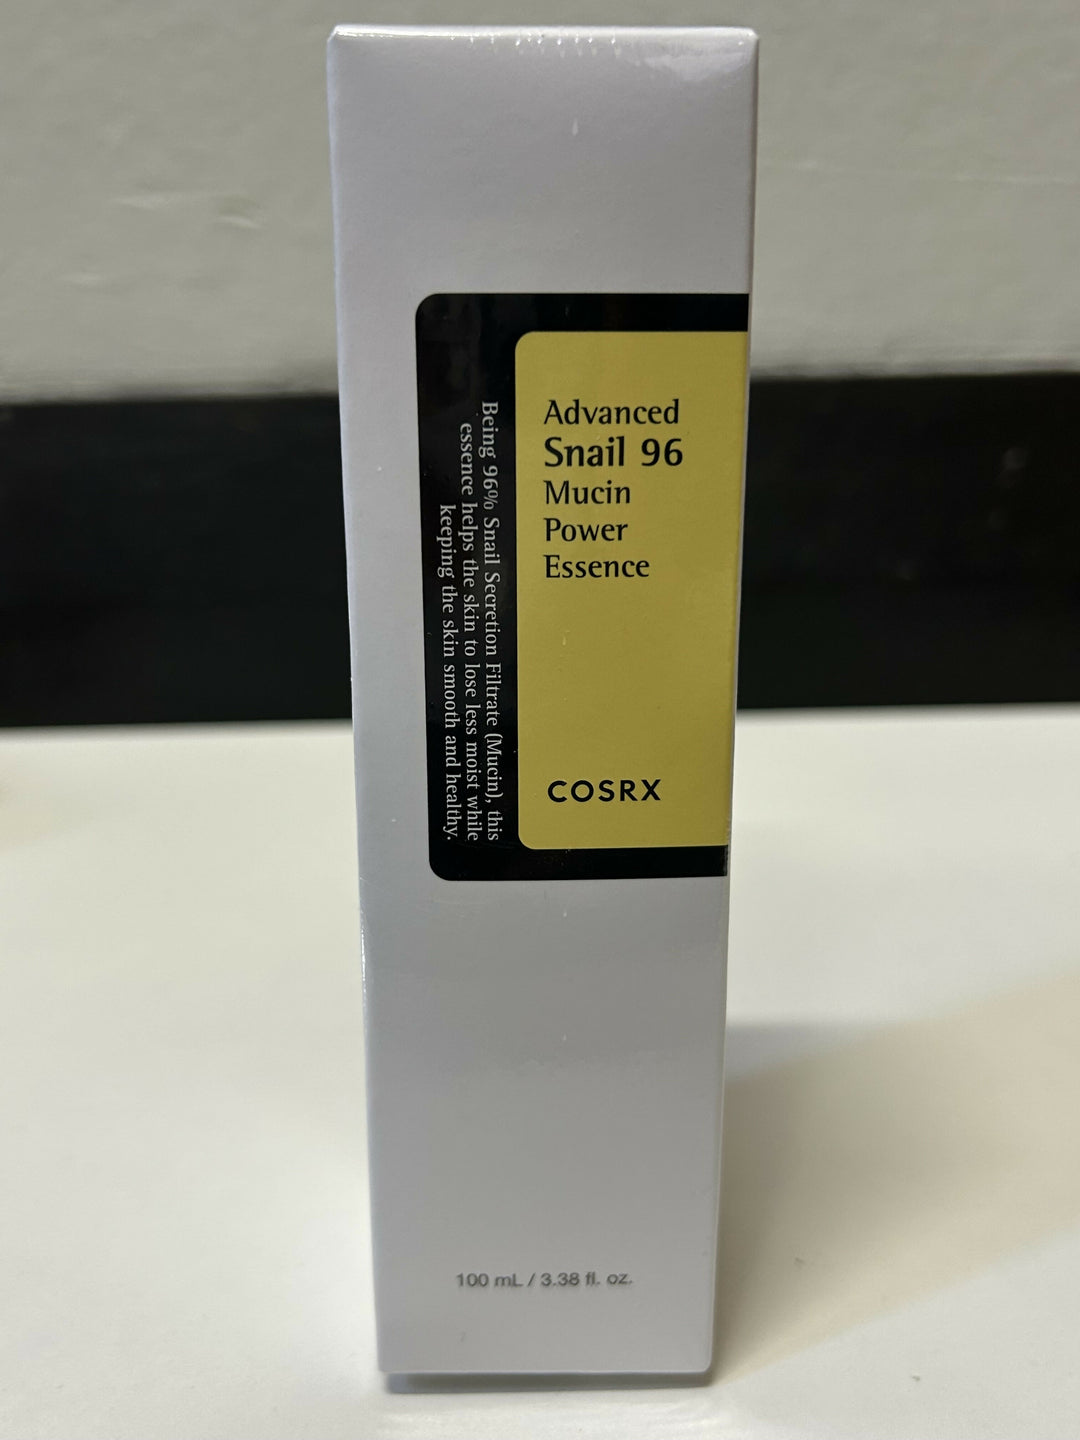 Advanced
Snail 96
Mucin
Power
Essence
COSRX
Being 96% Snail Secretion Filtrate (Mucin), this
essence helps the skin to lose less moist while
keeping the skin smooth and healthy.
100 mL / 3.38 fl. oz.